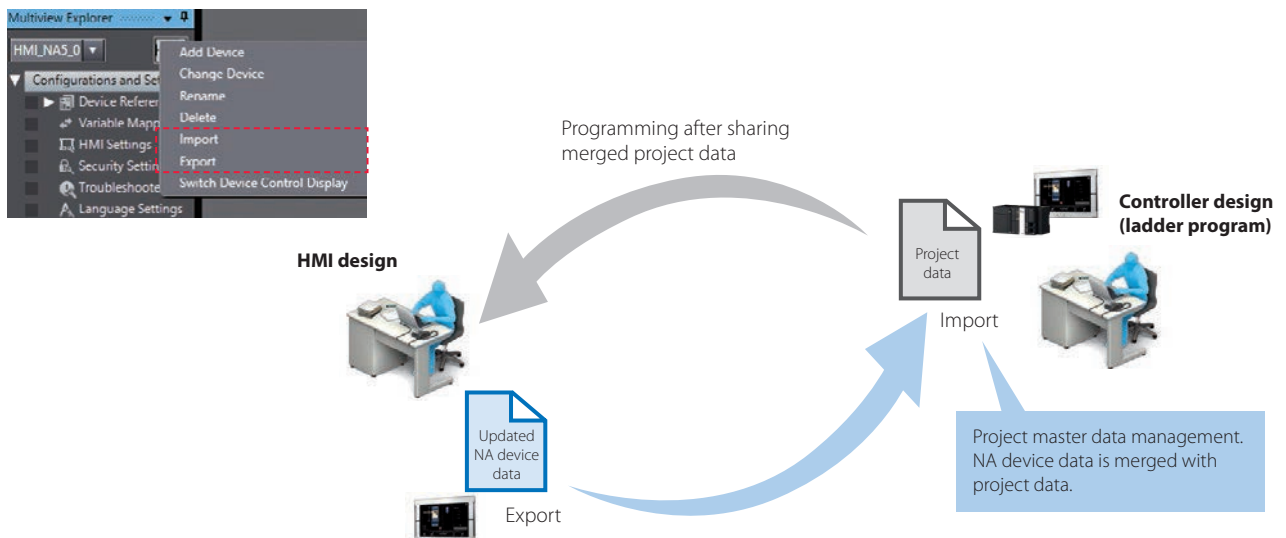 Multiview Explorer
HMI_NA5_0
Add Device
Change Device
Rename
Delete
Import
Export
Switch Device Control Display
Configurations and Set
Device Referen
Variable Mapp
HMI Settings
Security Settin
Troubleshoote
Language Settings
Programming after sharing
merged project data
Controller design
(ladder program)
Project
data
Import
HMI design
Updated
NA device
data
Export
Project master data management.
NA device data is merged with
project data.